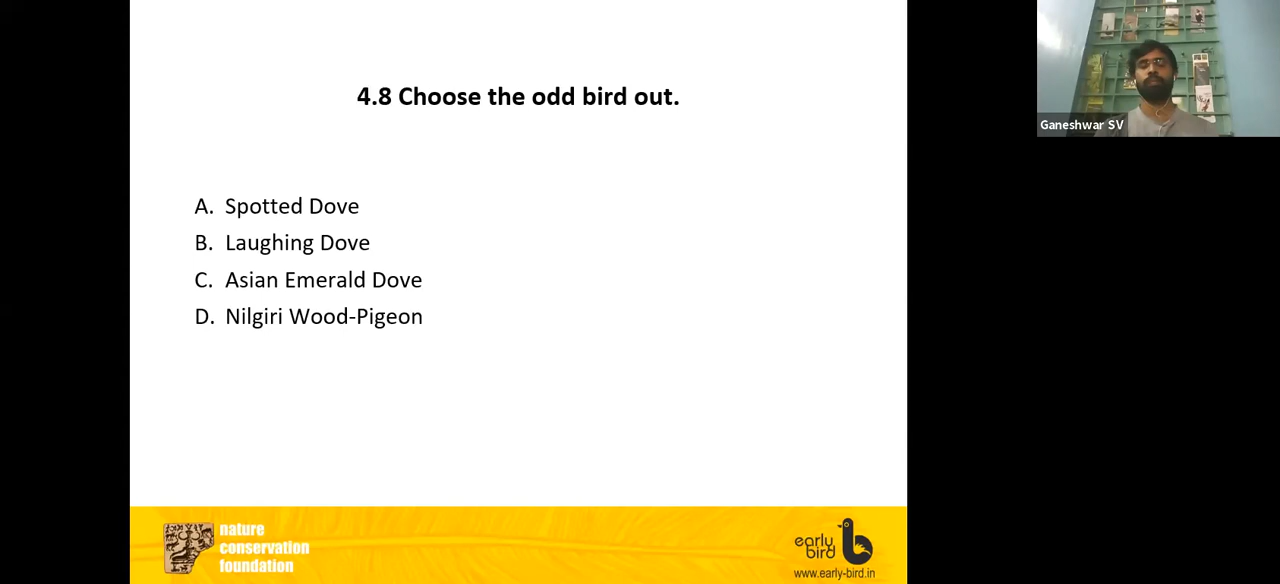 4.8 Choose the odd bird out.
A. Spotted Dove
B. Laughing Dove
C. Asian Emerald Dove
D. Nilgiri Wood-Pigeon
Ganeshwar SV
nature
conservation
foundation
early
bird
www.early-bird.in